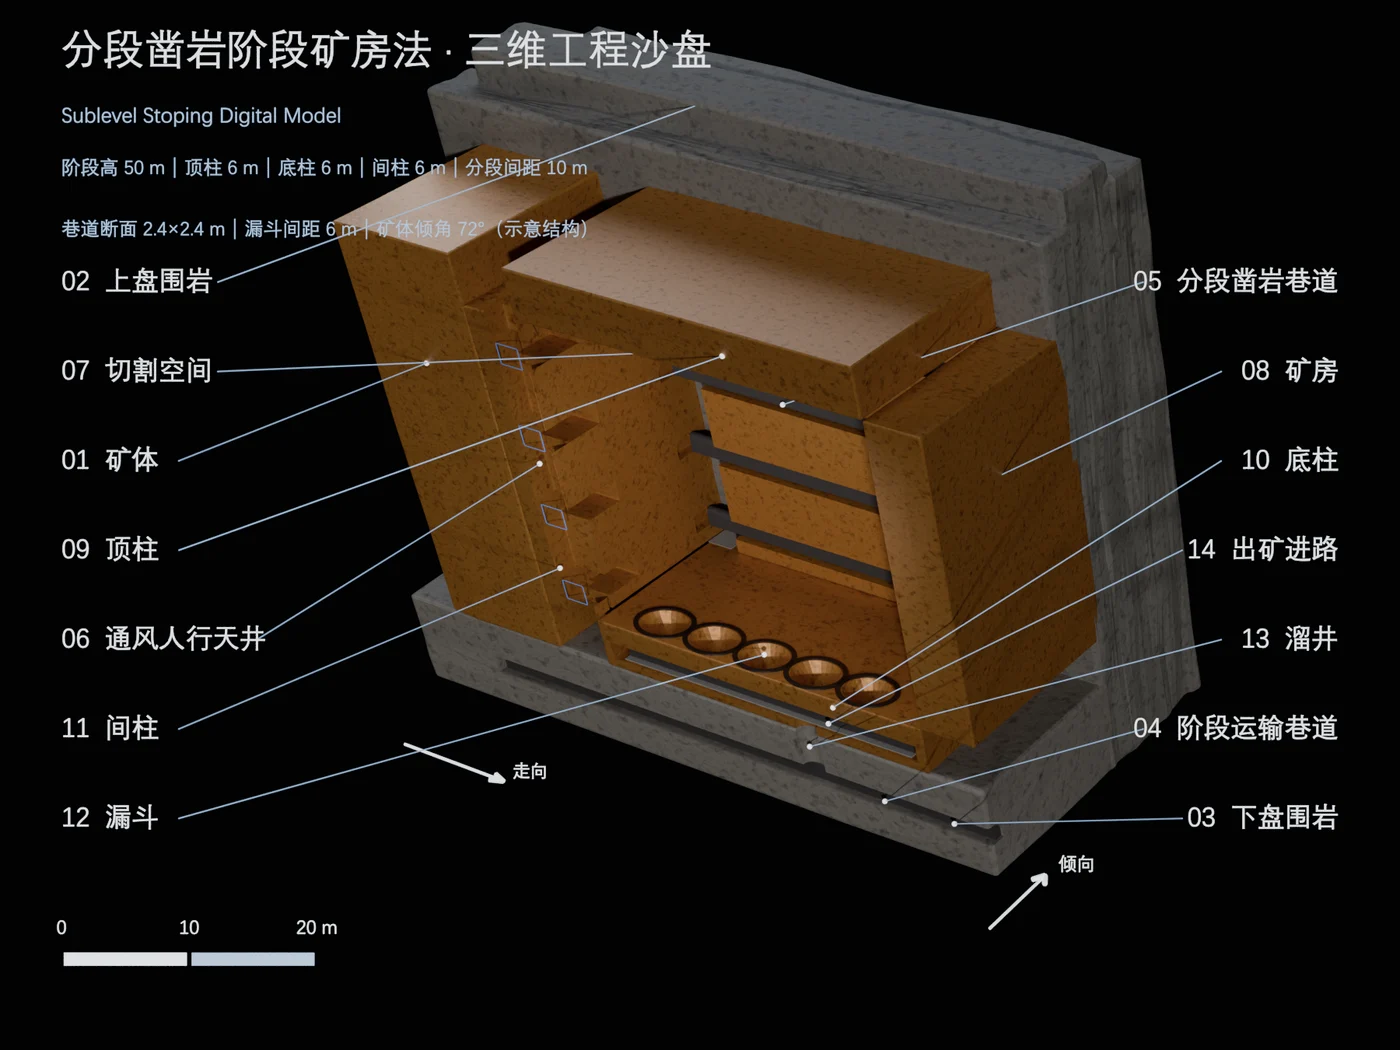 分段凿岩阶段矿房法 · 三维工程沙盘
Sublevel Stoping Digital Model
阶段高 50 m | 顶柱 6 m | 底柱 6 m | 间柱 6 m | 分段间距 10 m
巷道断面 2.4×2.4 m | 漏斗间距 6 m | 矿体倾角 72°（示意结构）
02 上盘围岩
07 切割空间
01 矿体
09 顶柱
06 通风人行天井
11 间柱
12 漏斗
05 分段凿岩巷道
08 矿房
10 底柱
14 出矿进路
13 溜井
04 阶段运输巷道
03 下盘围岩
走向
倾向
0 10 20 m